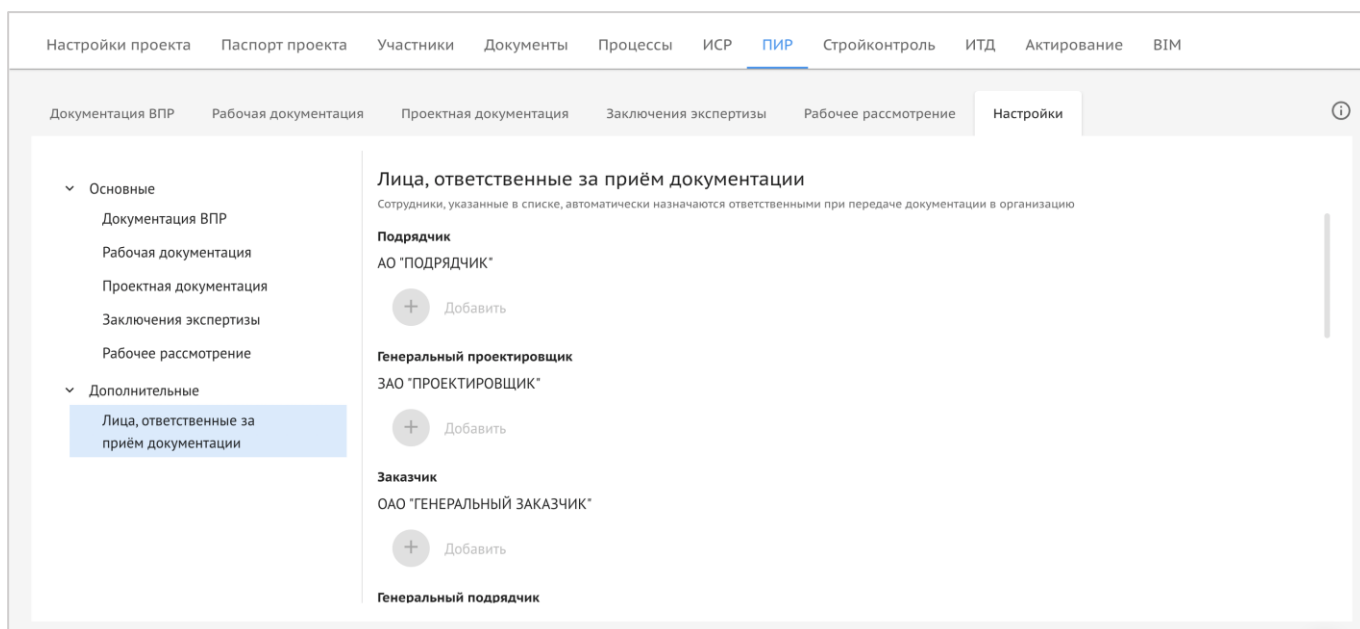 Настройки проекта Паспорт проекта Участники Документы Процессы ИСР ПИР Стройконтроль ИТД Актирование BIM
Документация ВПР Рабочая документация Проектная документация Заключения экспертизы Рабочее рассмотрение Настройки
Основные
Документация ВПР
Рабочая документация
Проектная документация
Заключения экспертизы
Рабочее рассмотрение
Дополнительные
Лица, ответственные за
приём документации
Лица, ответственные за приём документации
Сотрудники, указанные в списке, автоматически назначаются ответственными при передаче документации в организацию
Подрядчик
АО "ПОДРЯДЧИК"
Добавить
Генеральный проектировщик
ЗАО "ПРОЕКТИРОВЩИК"
Добавить
Заказчик
ОАО "ГЕНЕРАЛЬНЫЙ ЗАКАЗЧИК"
Добавить
Генеральный подрядчик